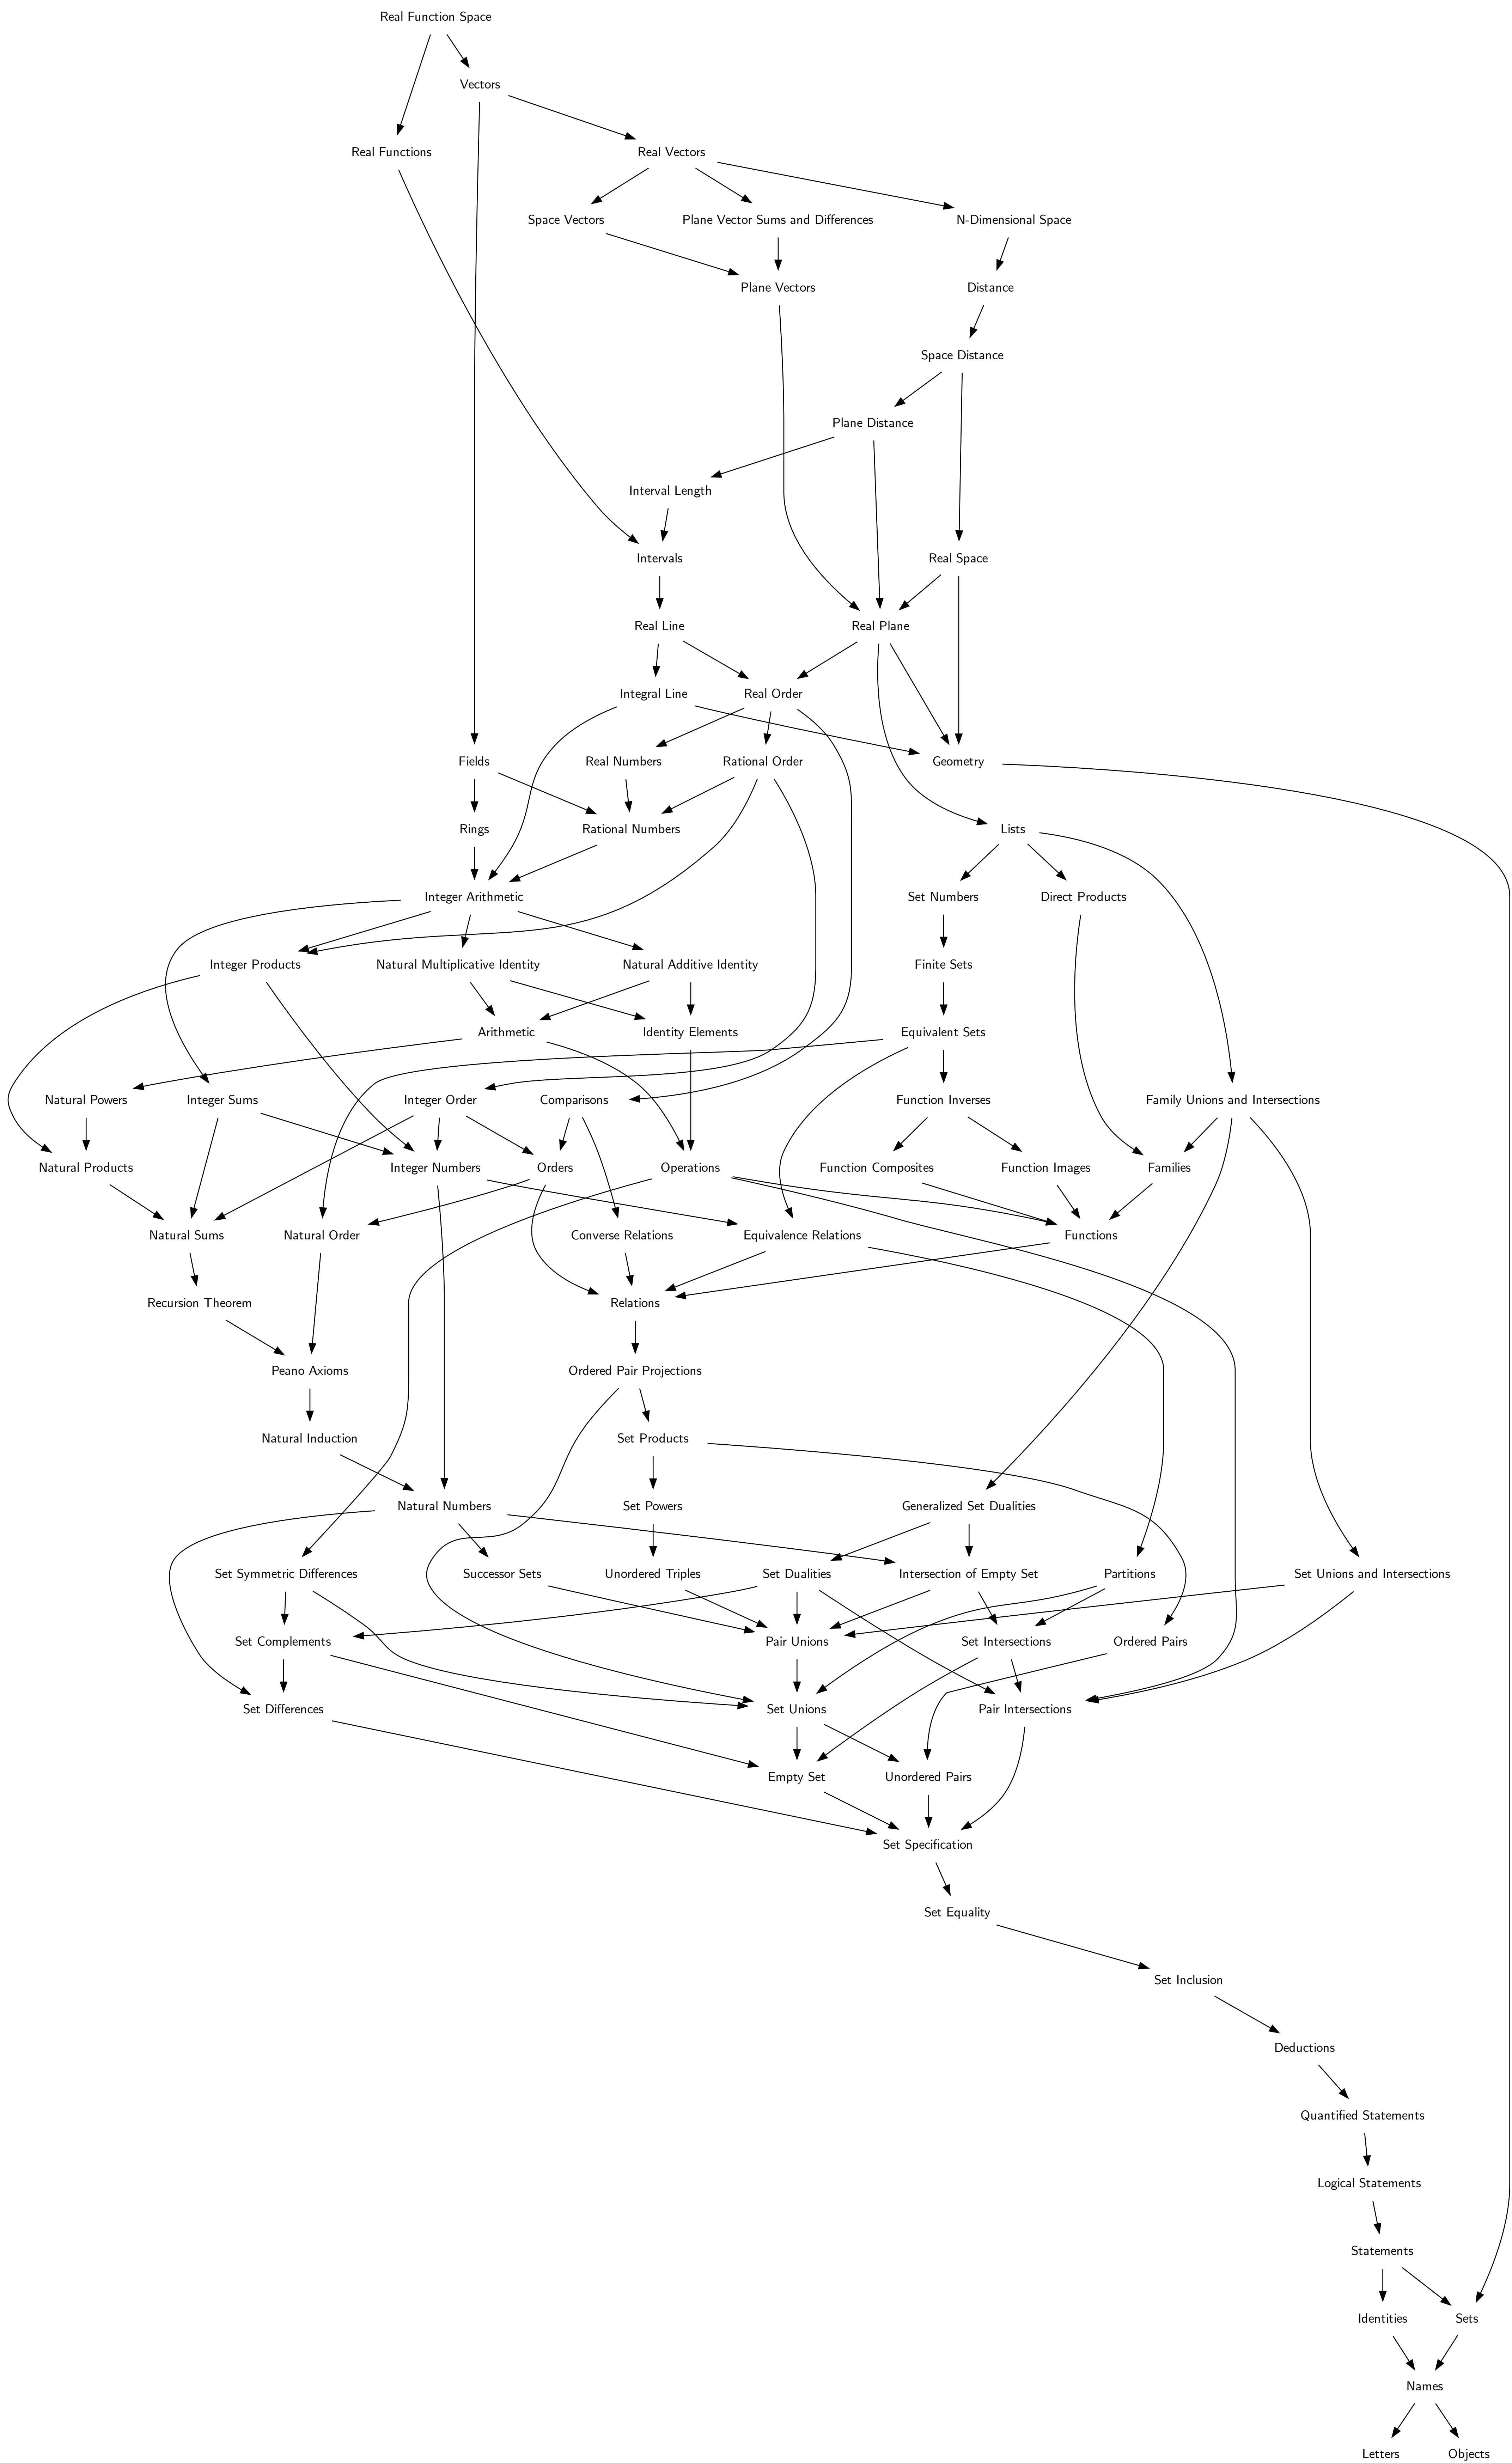 Real Function Space
Vectors
Real Functions
Real Vectors
Space Vectors
Plane Vector Sums and Differences
N-Dimensional Space
Plane Vectors
Distance
Space Distance
Plane Distance
Interval Length
Intervals
Real Space
Real Line
Real Plane
Integral Line
Real Order
Fields
Real Numbers
Rational Order
Geometry
Rings
Rational Numbers
Lists
Integer Arithmetic
Set Numbers
Direct Products
Integer Products
Natural Multiplicative Identity
Natural Additive Identity
Finite Sets
Arithmetic
Identity Elements
Equivalent Sets
Natural Powers
Integer Sums
Integer Order
Comparisons
Function Inverses
Family Unions and Intersections
Natural Products
Integer Numbers
Orders
Operations
Function Composites
Function Images
Families
Natural Sums
Natural Order
Converse Relations
Equivalence Relations
Functions
Recursion Theorem
Relations
Peano Axioms
Ordered Pair Projections
Natural Induction
Set Products
Natural Numbers
Set Powers
Generalized Set Dualities
Set Symmetric Differences
Successor Sets
Unordered Triples
Set Dualities
Intersection of Empty Set
Partitions
Set Unions and Intersections
Set Complements
Pair Unions
Set Intersections
Ordered Pairs
Set Differences
Set Unions
Pair Intersections
Empty Set
Unordered Pairs
Set Specification
Set Equality
Set Inclusion
Deductions
Quantified Statements
Logical Statements
Statements
Identities
Sets
Names
Letters
Objects